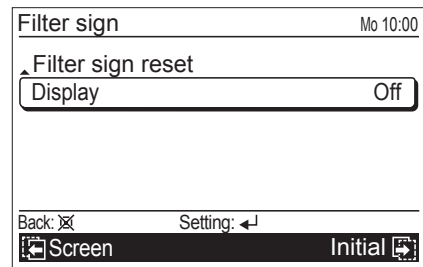 Filter sign Mo 10:00
Filter sign reset
Display Off
Back: Setting:
Screen Initial